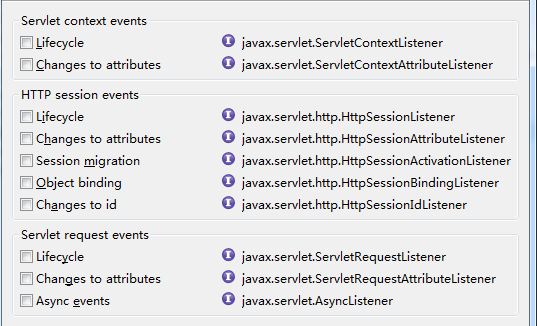 Servlet context events
Lifecycle javax.servlet.ServletContextListener
Changes to attributes javax.servlet.ServletContextAttributeListener
HTTP session events
Lifecycle javax.servlet.http.HttpSessionListener
Changes to attributes javax.servlet.http.HttpSessionAttributeListener
Session migration javax.servlet.http.HttpSessionActivationListener
Object binding javax.servlet.http.HttpSessionBindingListener
Changes to id javax.servlet.http.HttpSessionIdListener
Servlet request events
Lifecycle javax.servlet.ServletRequestListener
Changes to attributes javax.servlet.ServletRequestAttributeListener
Async events javax.servlet.AsyncListener